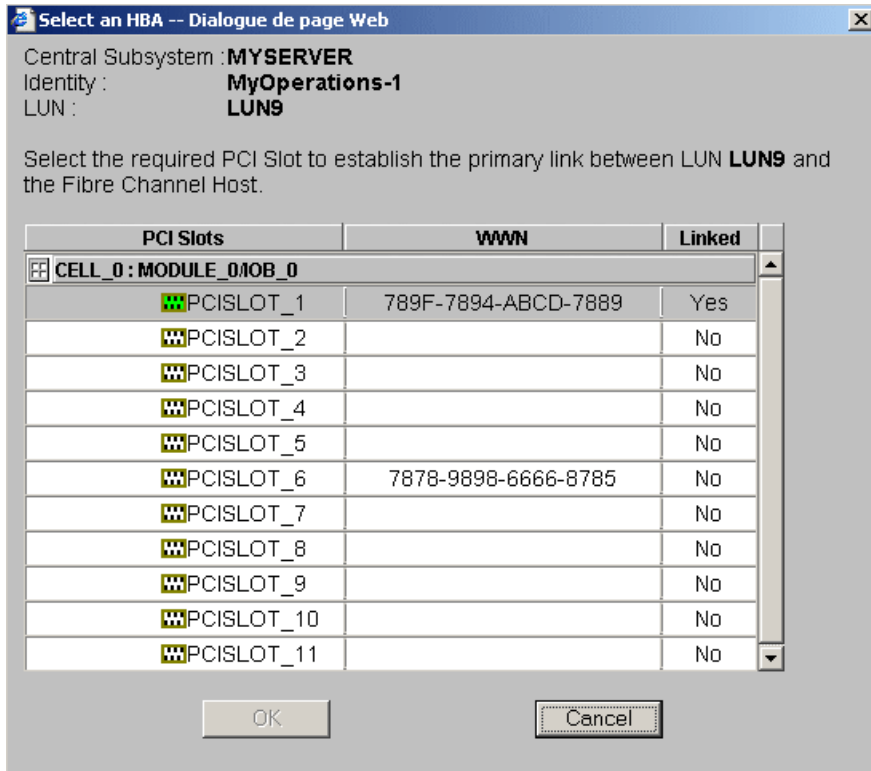 Select an HBA -- Dialogue de page Web
Central Subsystem : MYSERVER
Identity : MyOperations-1
LUN : LUN9
Select the required PCI Slot to establish the primary link between LUN LUN9 and
the Fibre Channel Host.
PCI Slots WWN Linked
CELL_0 : MODULE_0/IOB_0
PCISLOT_1 789F-7894-ABCD-7889 Yes
PCISLOT_2 No
PCISLOT_3 No
PCISLOT_4 No
PCISLOT_5 No
PCISLOT_6 7878-9898-6666-8785 No
PCISLOT_7 No
PCISLOT_8 No
PCISLOT_9 No
PCISLOT_10 No
PCISLOT_11 No
OK Cancel